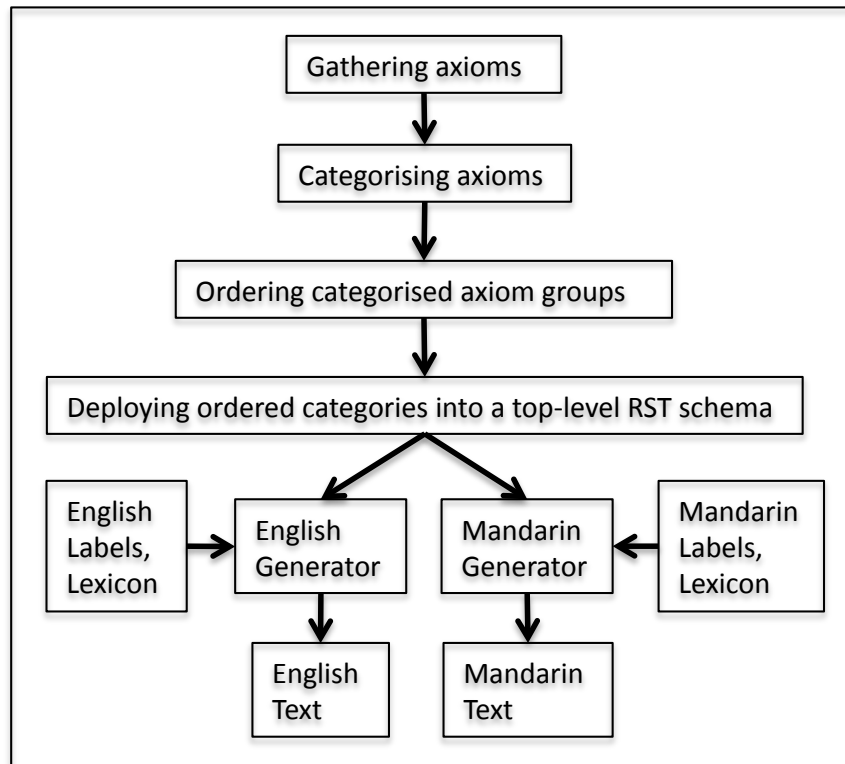 Gathering axioms
Categorising axioms
Ordering categorised axiom groups
Deploying ordered categories into a top-level RST schema
English
Labels,
Lexicon
English
Generator
Mandarin
Generator
Mandarin
Labels,
Lexicon
English
Text
Mandarin
Text